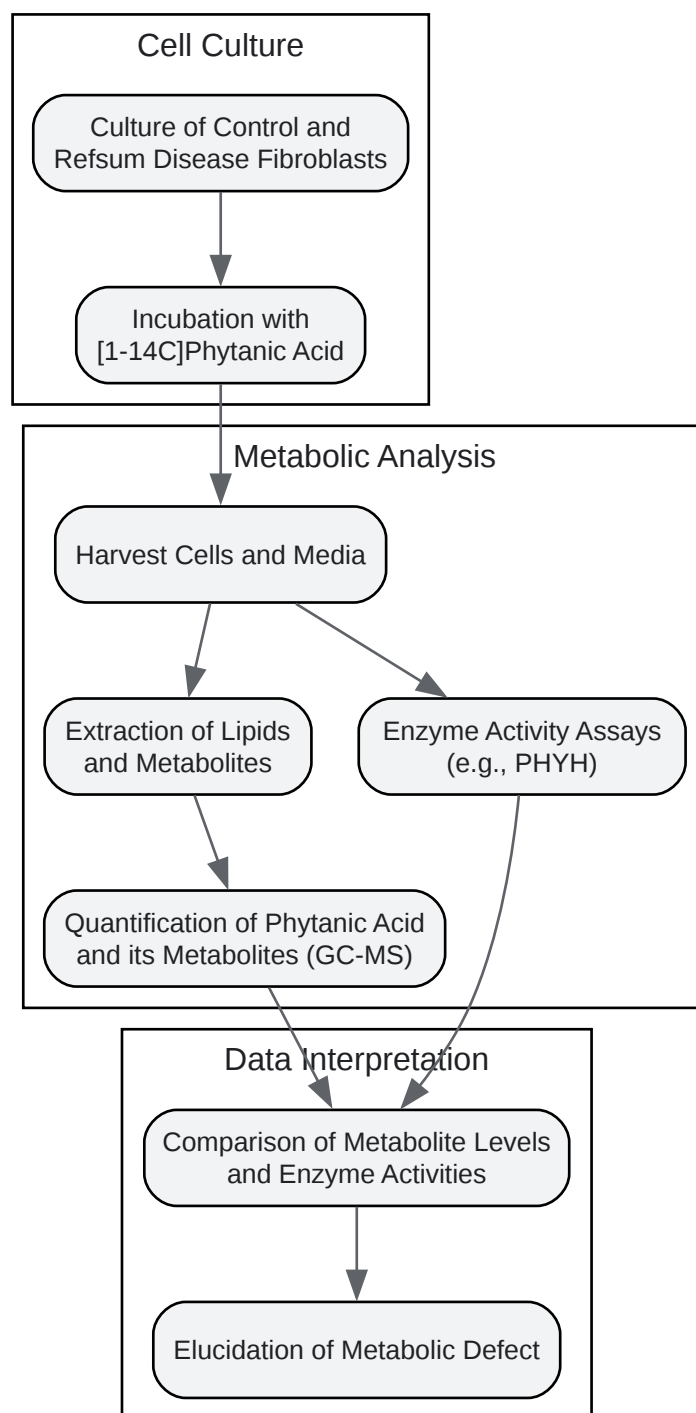 Cell Culture
Culture of Control and
Refsum Disease Fibroblasts
Incubation with
[1-14C]Phytanic Acid
Metabolic Analysis
Harvest Cells and Media
Extraction of Lipids
and Metabolites
Enzyme Activity Assays
(e.g., PHYH)
Quantification of Phytanic Acid
and its Metabolites (GC-MS)
Data Interpretation
Comparison of Metabolite Levels
and Enzyme Activities
Elucidation of Metabolic Defect